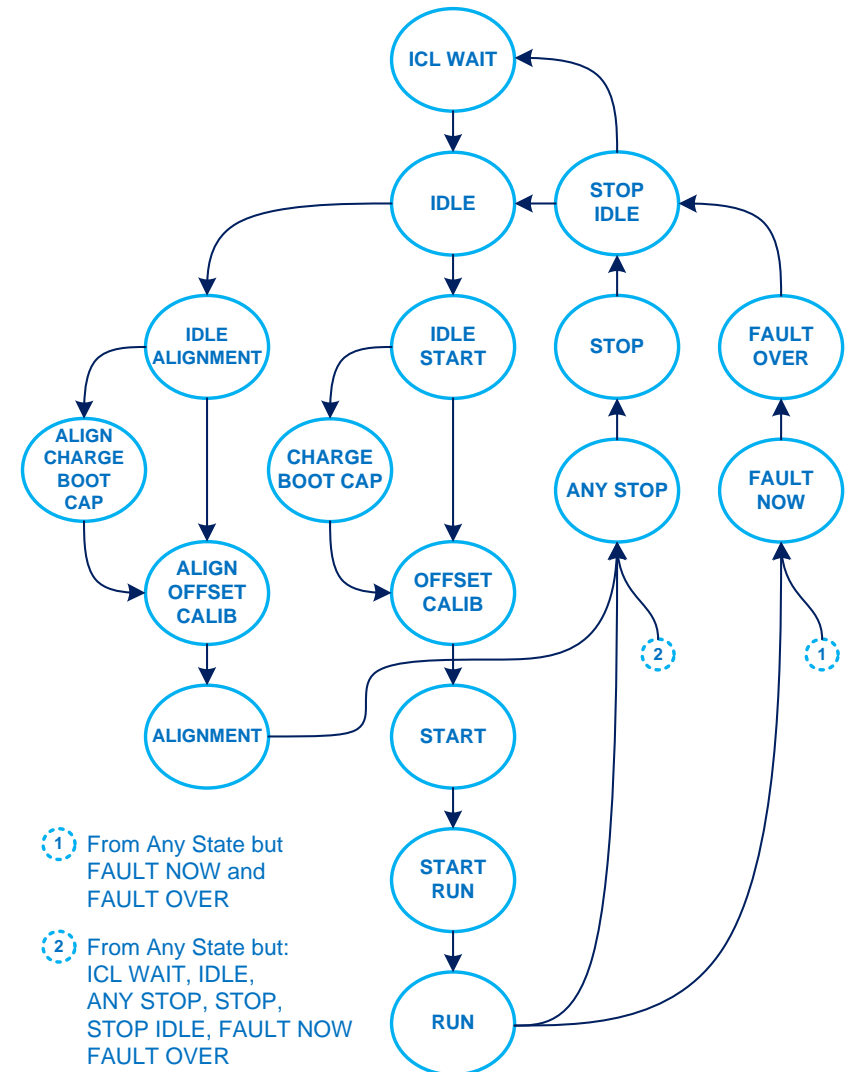 ICL WAIT
IDLE
STOP
IDLE
IDLE
ALIGNMENT
IDLE
START
STOP
FAULT
OVER
ALIGN
CHARGE
BOOT
CAP
CHARGE
BOOT CAP
ANY STOP
FAULT
NOW
ALIGN
OFFSET
CALIB
OFFSET
CALIB
2
1
ALIGNMENT
START
START
RUN
RUN
1 From Any State but
FAULT NOW and
FAULT OVER
2 From Any State but:
ICL WAIT, IDLE,
ANY STOP, STOP,
STOP IDLE, FAULT NOW
FAULT OVER